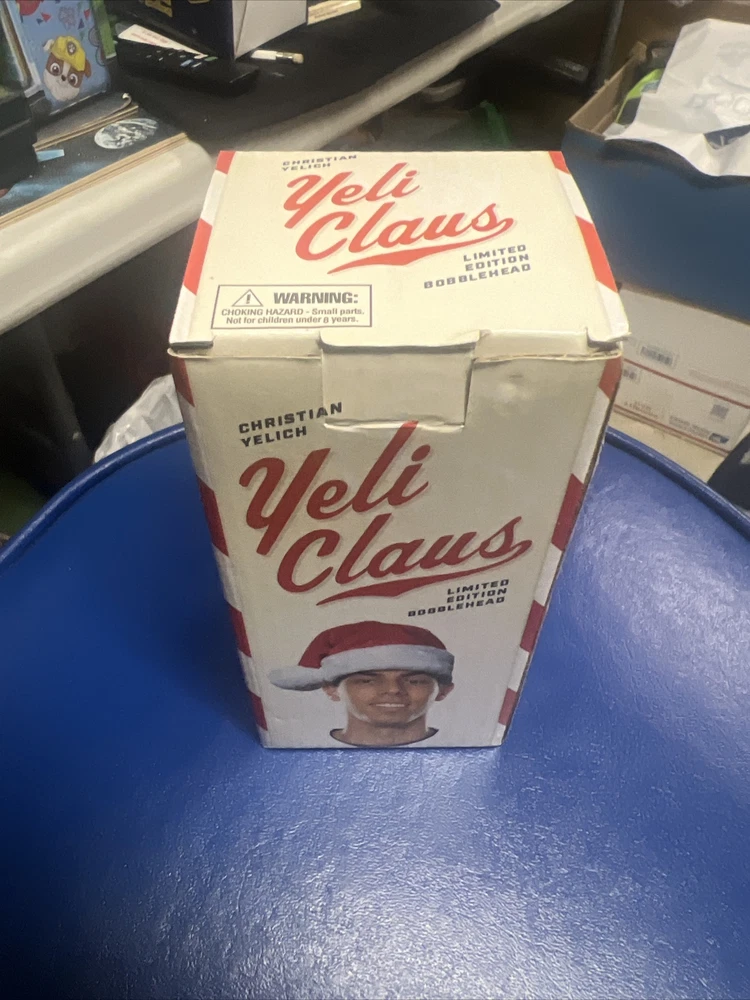 CHRISTIAN
YELICH
Yeli
Claus
LIMITED
EDITION
BOBBLEHEAD
WARNING:
CHOKING HAZARD - Small parts.
Not for children under 8 years.
CHRISTIAN
YELICH
Yeli
Claus
LIMITED
EDITION
BOBBLEHEAD